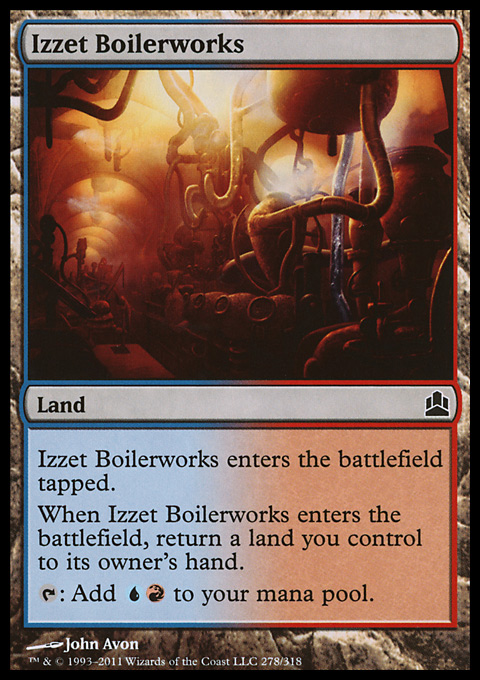 Izzet Boilerworks
Land
Izzet Boilerworks enters the battlefield
tapped.
When Izzet Boilerworks enters the
battlefield, return a land you control
to its owner's hand.
: Add to your mana pool.
John Avon
™ & © 1993–2011 Wizards of the Coast LLC 278/318